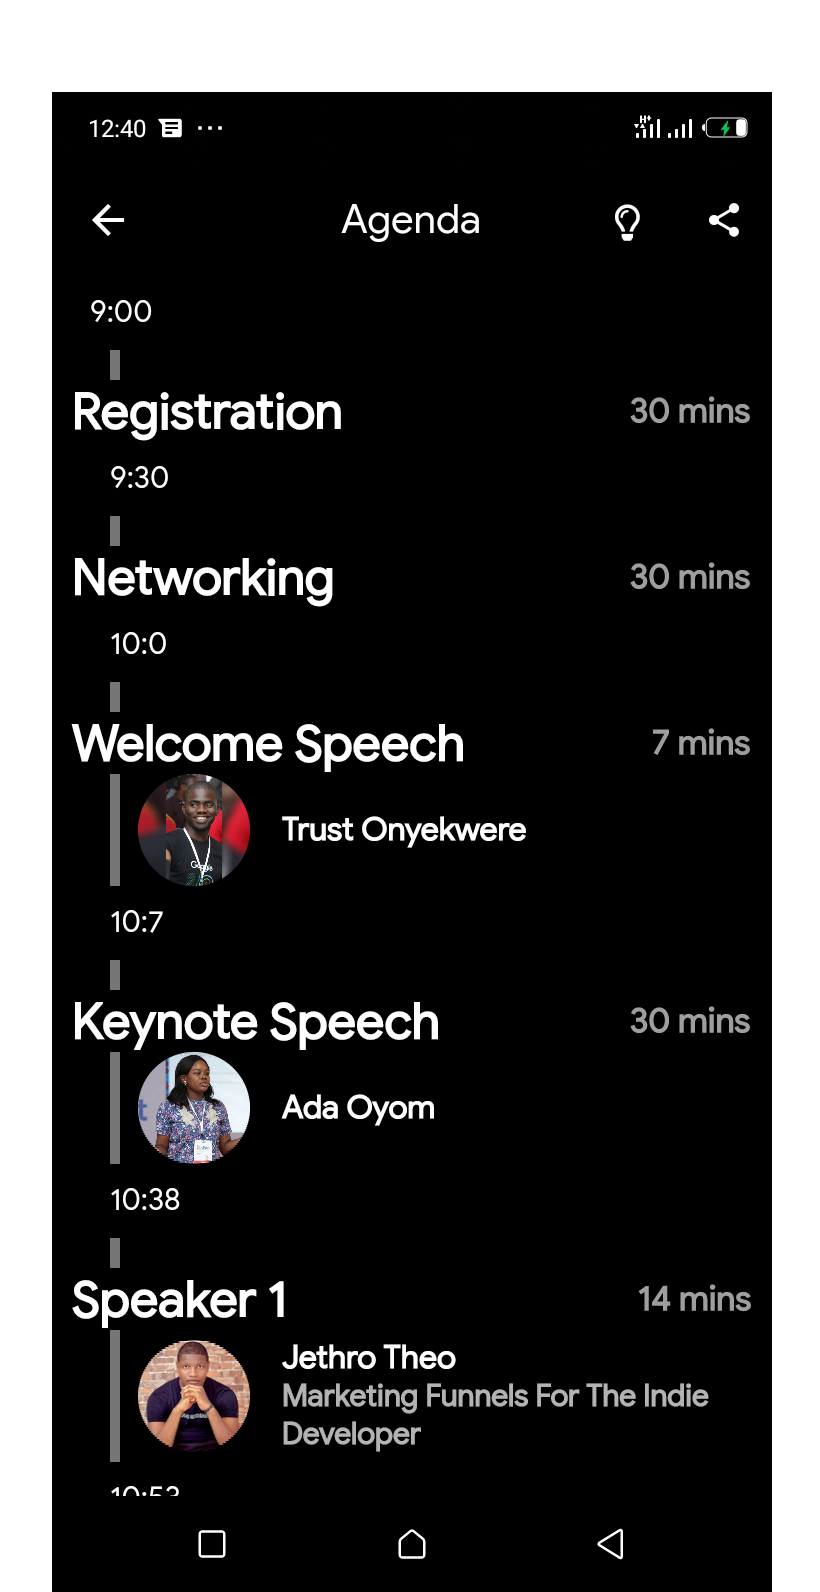 12:40
Agenda
9:00
Registration 30 mins
9:30
Networking 30 mins
10:0
Welcome Speech 7 mins
Trust Onyekwere
10:7
Keynote Speech 30 mins
Ada Oyom
10:38
Speaker 1 14 mins
Jethro Theo
Marketing Funnels For The Indie
Developer
10:53